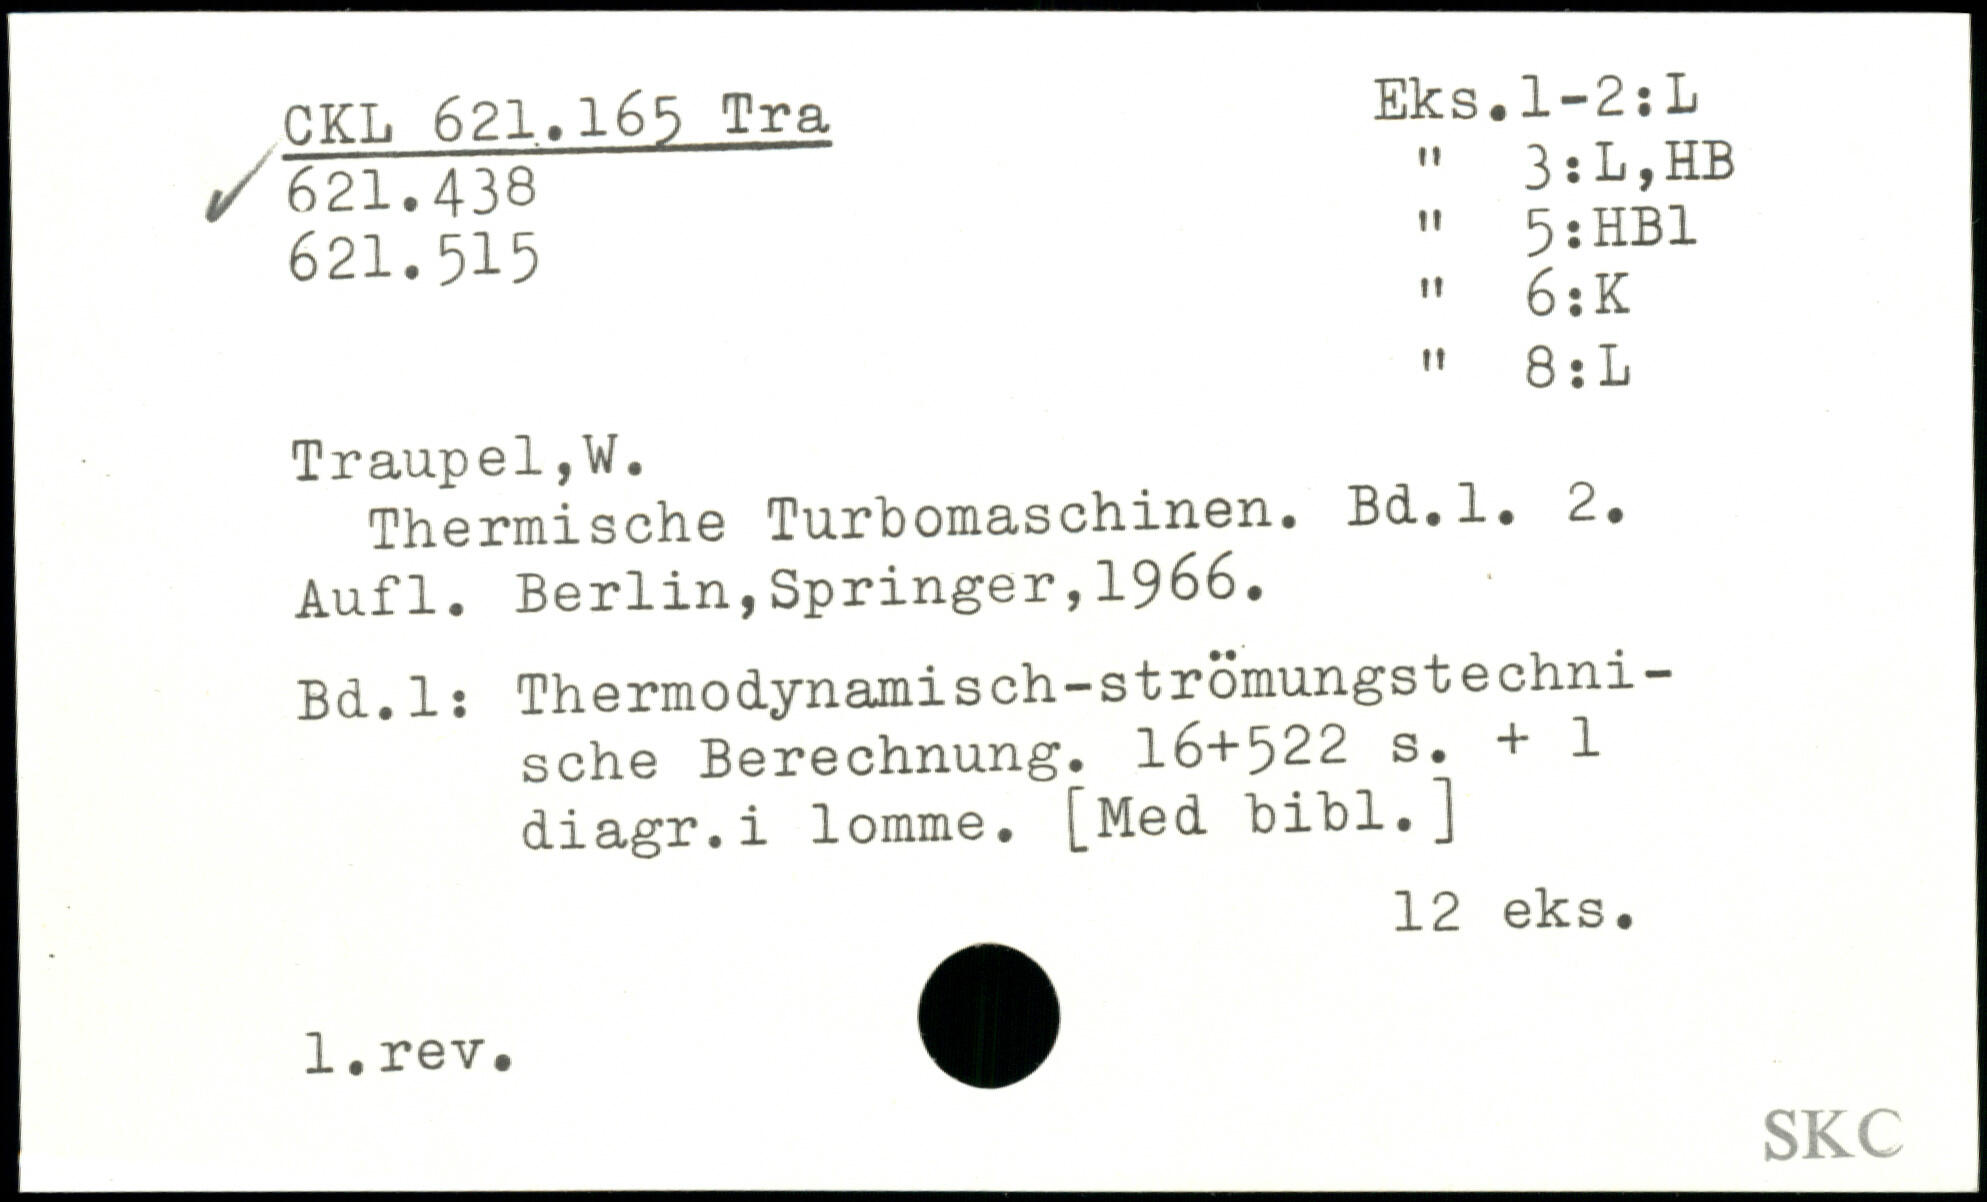 CKL 621.165 Tra
621.438
621.515
Eks.1-2:L
" 3:L,HB
" 5:HB1
" 6:K
" 8:L
Traupel,W.
Thermische Turbomaschinen. Bd.1. 2.
Aufl. Berlin,Springer,1966.
Bd.1: Thermodynamisch-strömungstechni-
sche Berechnung. 16+522 s. + 1
diagr.i lomme. [Med bibl.]
12 eks.
1.rev.
SKC